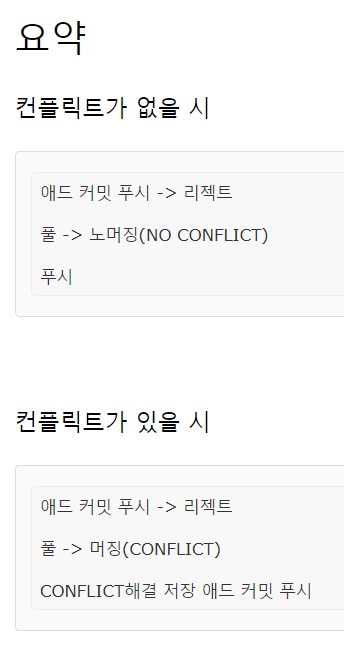 요약
컨플릭트가 없을 시
애드 커밋 푸시 -> 리젝트
풀 -> 노머징(NO CONFLICT)
푸시
컨플릭트가 있을 시
애드 커밋 푸시 -> 리젝트
풀 -> 머징(CONFLICT)
CONFLICT해결 저장 애드 커밋 푸시